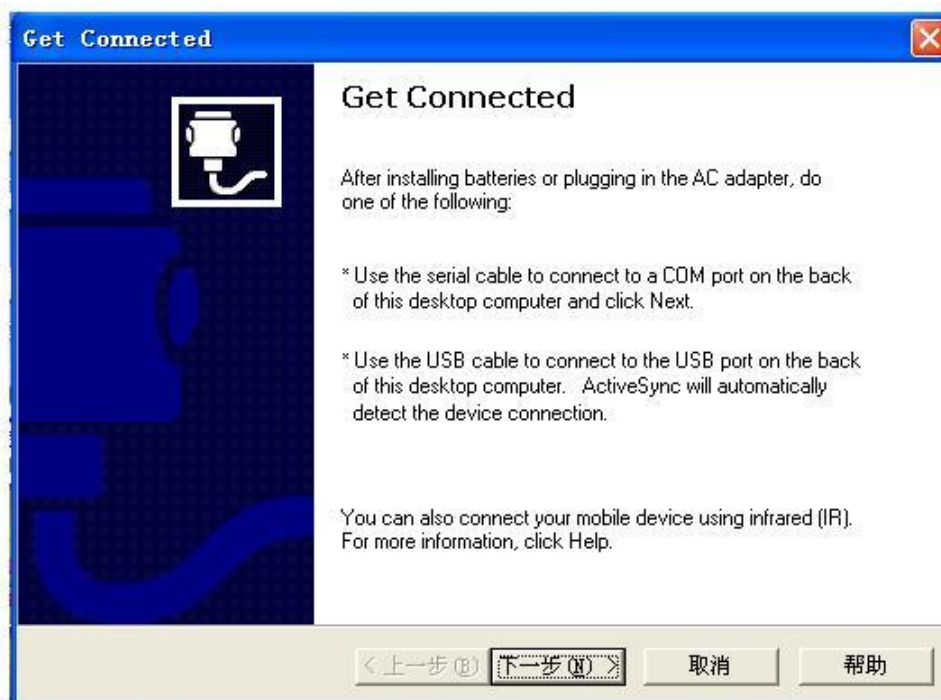 Get Connected
Get Connected
After installing batteries or plugging in the AC adapter, do
one of the following:
* Use the serial cable to connect to a COM port on the back
of this desktop computer and click Next.
* Use the USB cable to connect to the USB port on the back
of this desktop computer. ActiveSync will automatically
detect the device connection.
You can also connect your mobile device using infrared (IR).
For more information, click Help.
< 上一步(B) 下一步(N) > 取消 帮助